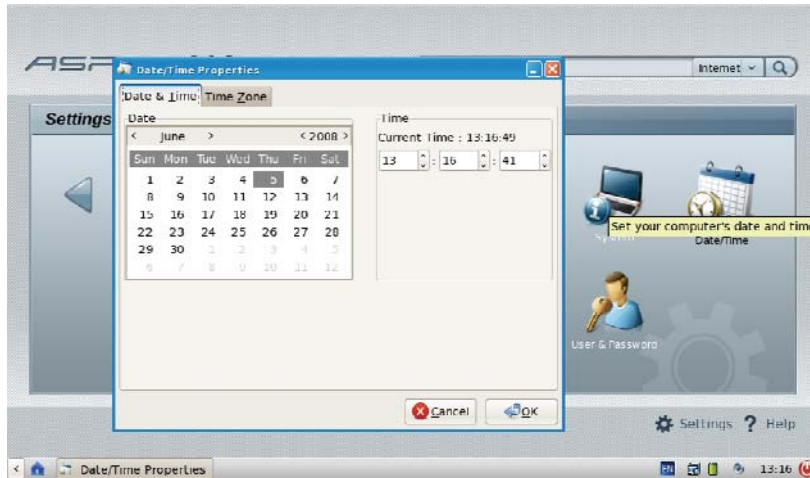 Internet
Date/Time Properties
Date & Time Time Zone
Settings
Date
Time
June 2008
Current Time : 13:16:49
Sun Mon Tue Wed Thu Fri Sat
13 : 16 : 41
1 2 3 4 5 6 7
8 9 10 11 12 13 14
15 16 17 18 19 20 21
22 23 24 25 26 27 28
29 30 1 2 3 4 5
6 7 8 9 10 11 12
Set your computer's date and time
Date/Time
User & Password
Cancel OK
Settings ? Help
Date/Time Properties
EN
13:16